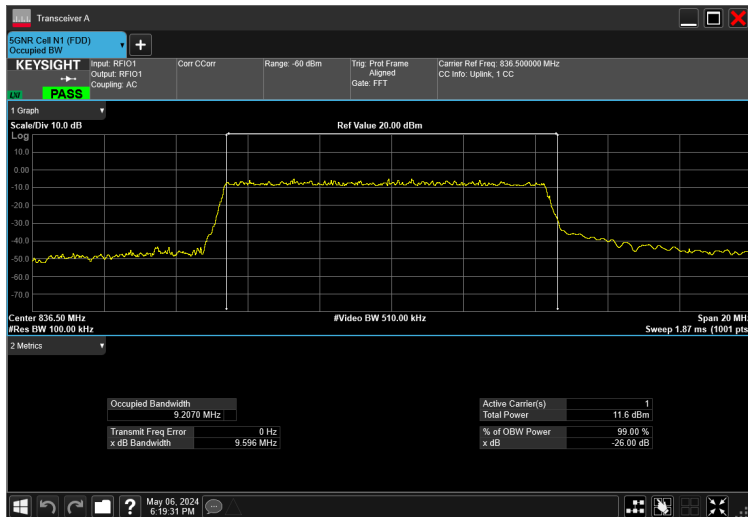 Transceiver A
5GNR Cell N1 (FDD)
Occupied BW
KEYSIGHT
LXI
PASS
Input: RFIO1
Output: RFIO1
Coupling: AC
Corr CCorr
Range: -60 dBm
Trig: Prot Frame
Aligned
Gate: FFT
Carrier Ref Freq: 836.500000 MHz
CC Info: Uplink, 1 CC
1 Graph
Scale/Div 10.0 dB
Ref Value 20.00 dBm
Log
10.0
0.00
-10.0
-20.0
-30.0
-40.0
-50.0
-60.0
-70.0
Center 836.50 MHz
#Video BW 510.00 kHz
Span 20 MHz
#Res BW 100.00 kHz
Sweep 1.87 ms (1001 pts
2 Metrics
Occupied Bandwidth
9.2070 MHz
Transmit Freq Error 0 Hz
x dB Bandwidth 9.596 MHz
Active Carrier(s) 1
Total Power 11.6 dBm
% of OBW Power 99.00 %
x dB -26.00 dB
?
May 06, 2024
6:19:31 PM